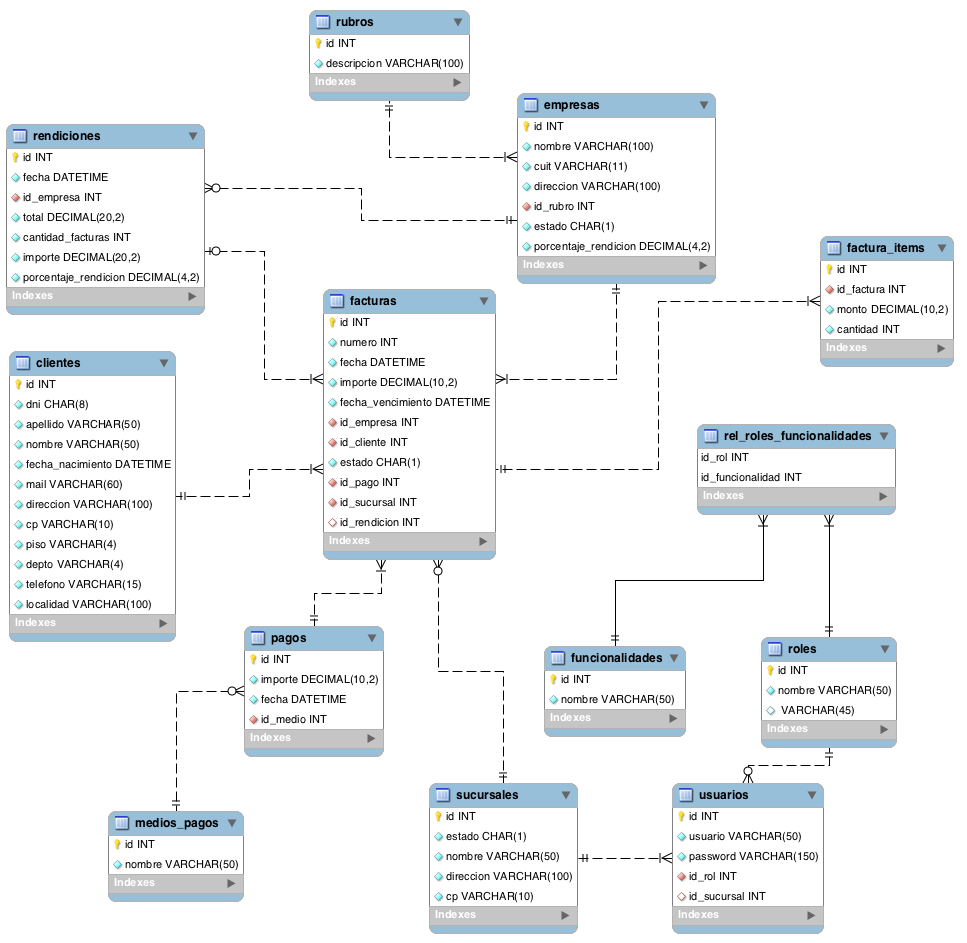 rubros
id INT
descripcion VARCHAR(100)
Indexes
empresas
id INT
nombre VARCHAR(100)
cuit VARCHAR(11)
direccion VARCHAR(100)
id_rubro INT
estado CHAR(1)
porcentaje_rendicion DECIMAL(4,2)
Indexes
rendiciones
id INT
fecha DATETIME
id_empresa INT
total DECIMAL(20,2)
cantidad_facturas INT
importe DECIMAL(20,2)
porcentaje_rendicion DECIMAL(4,2)
Indexes
factura_items
id INT
id_factura INT
monto DECIMAL(10,2)
cantidad INT
Indexes
facturas
id INT
numero INT
fecha DATETIME
importe DECIMAL(10,2)
fecha_vencimiento DATETIME
id_empresa INT
id_cliente INT
estado CHAR(1)
id_pago INT
id_sucursal INT
id_rendicion INT
Indexes
clientes
id INT
dni CHAR(8)
apellido VARCHAR(50)
nombre VARCHAR(50)
fecha_nacimiento DATETIME
mail VARCHAR(60)
direccion VARCHAR(100)
cp VARCHAR(10)
piso VARCHAR(4)
depto VARCHAR(4)
telefono VARCHAR(15)
localidad VARCHAR(100)
Indexes
rel_roles_funcionalidades
id_rol INT
id_funcionalidad INT
Indexes
pagos
id INT
importe DECIMAL(10,2)
fecha DATETIME
id_medio INT
Indexes
funcionalidades
id INT
nombre VARCHAR(50)
Indexes
roles
id INT
nombre VARCHAR(50)
VARCHAR(45)
Indexes
medios_pagos
id INT
nombre VARCHAR(50)
Indexes
sucursales
id INT
estado CHAR(1)
nombre VARCHAR(50)
direccion VARCHAR(100)
cp VARCHAR(10)
Indexes
usuarios
id INT
usuario VARCHAR(50)
password VARCHAR(150)
id_rol INT
id_sucursal INT
Indexes